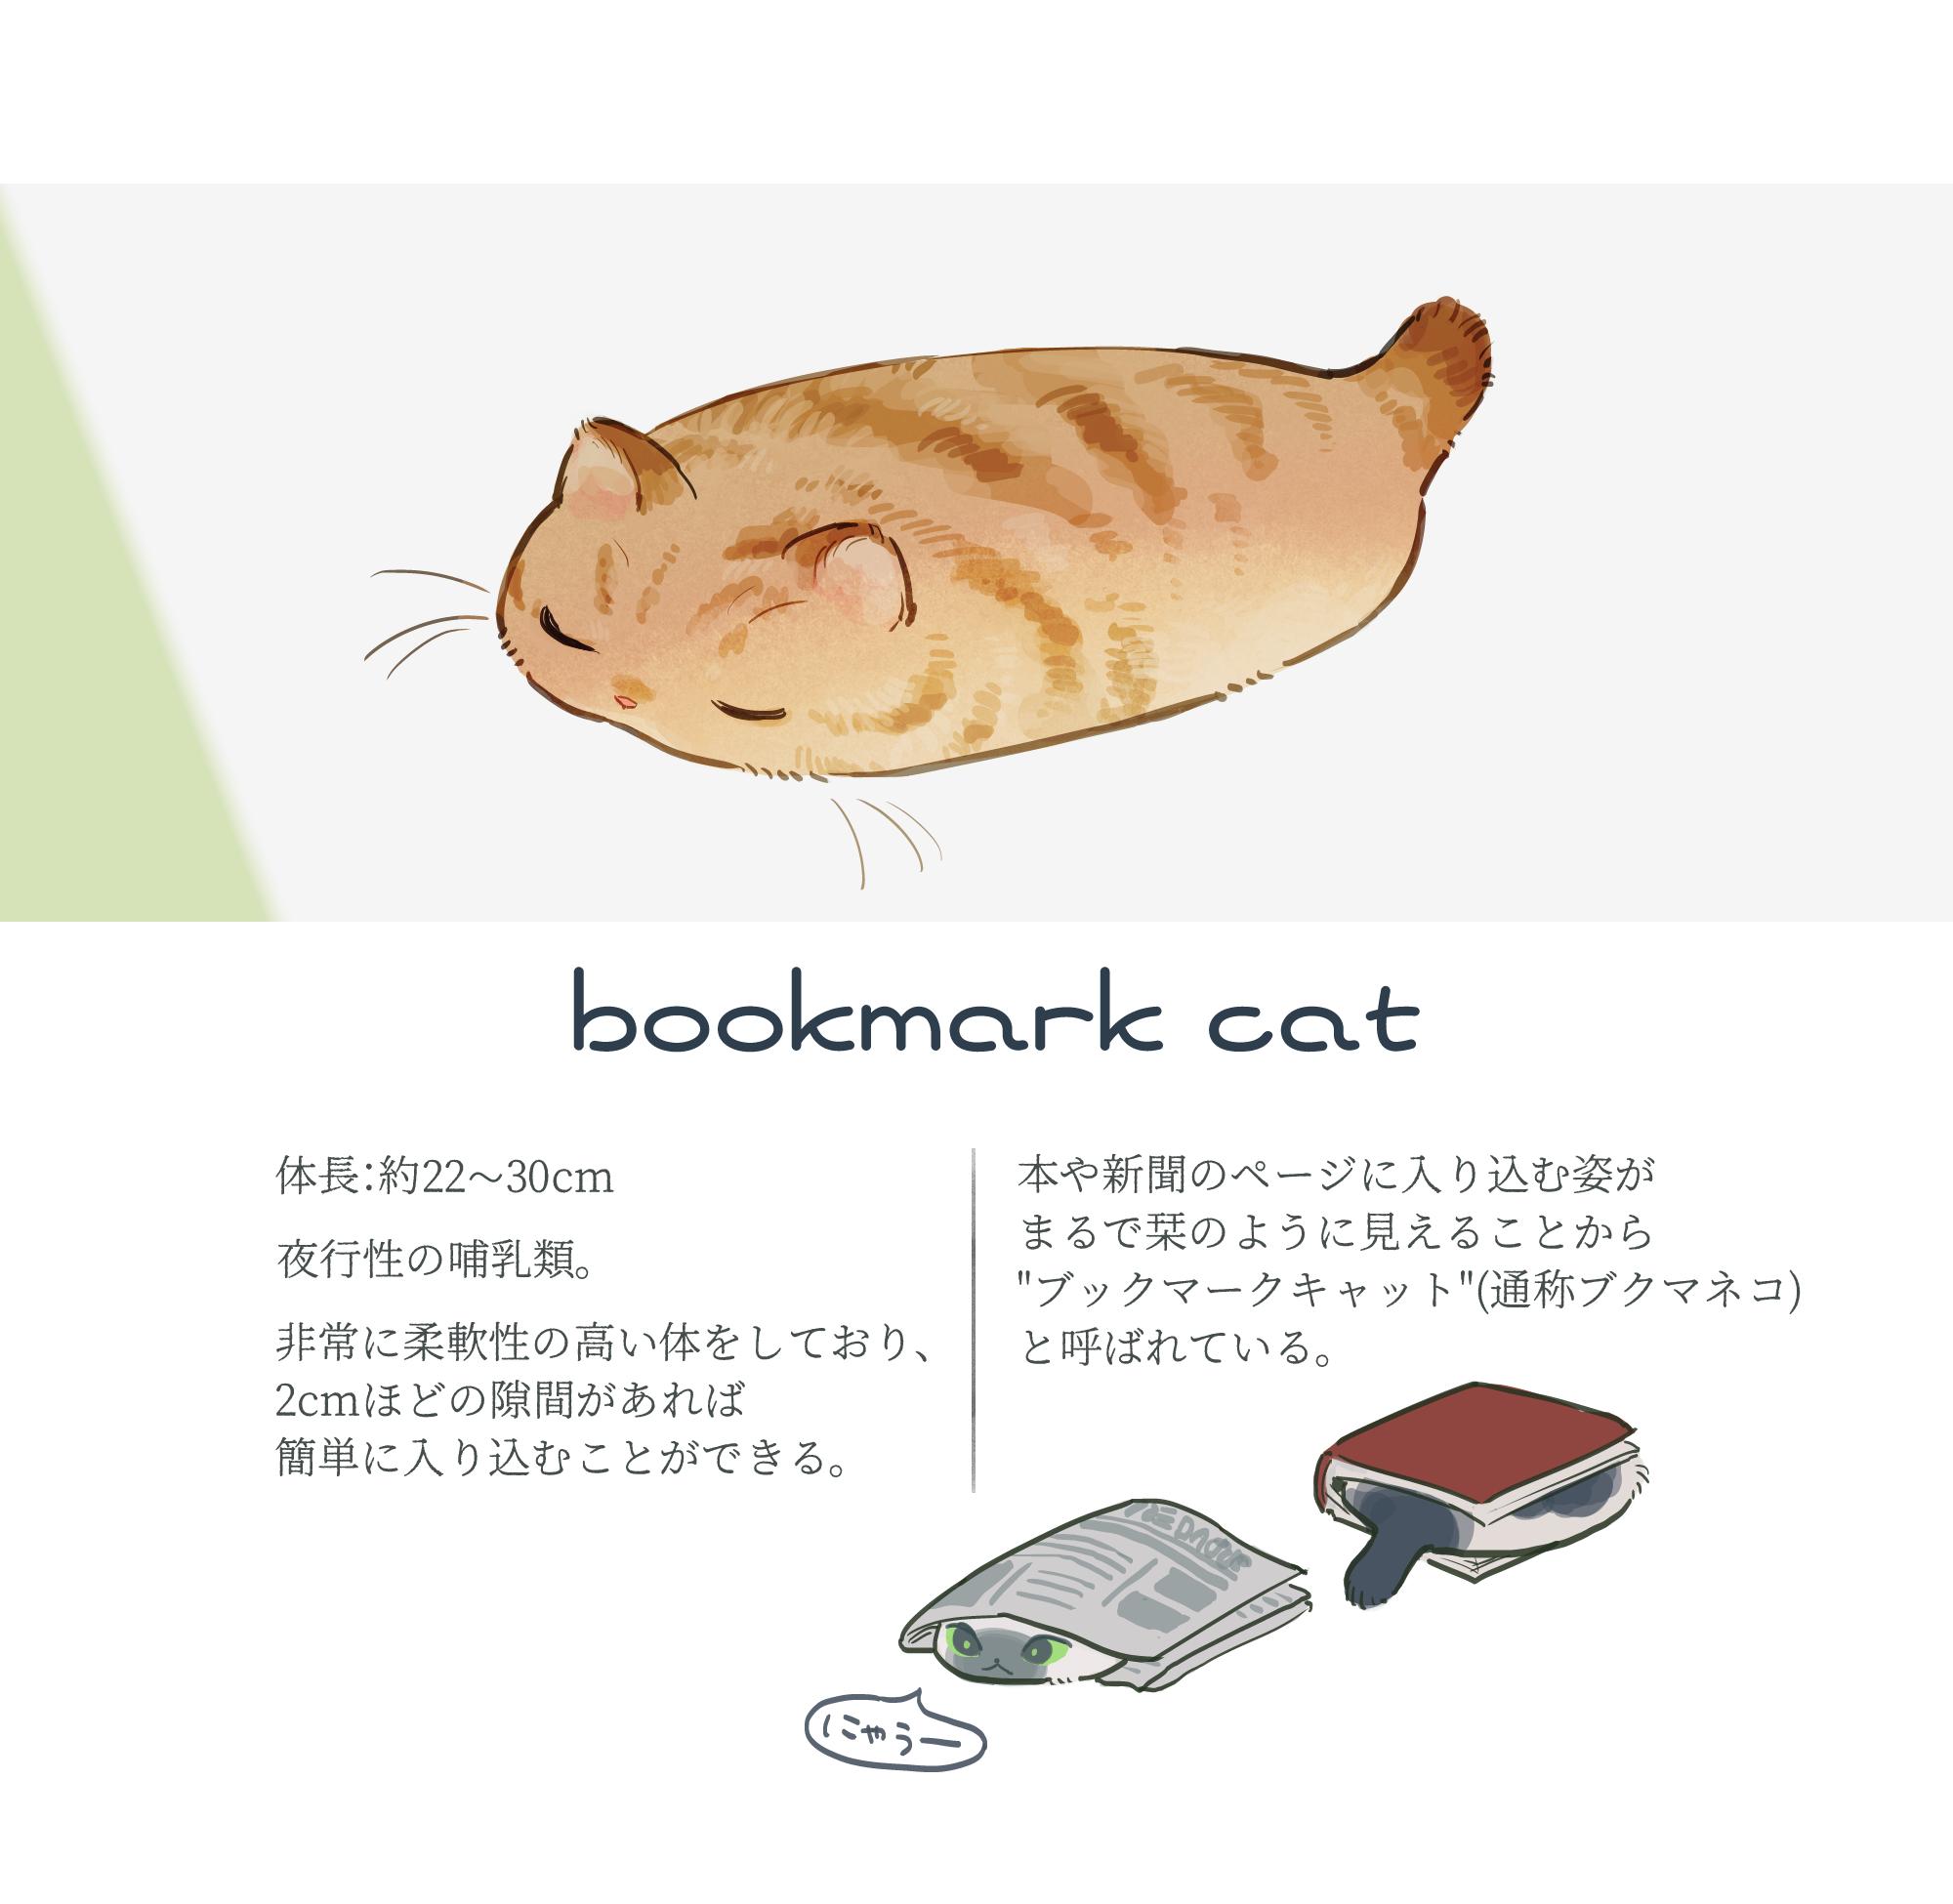 bookmark cat
体長:約22〜30cm
夜行性の哺乳類。
非常に柔軟性の高い体をしており、
2cmほどの隙間があれば
簡単に入り込むことができる。
本や新聞のページに入り込む姿が
まるで栞のように見えることから
"ブックマークキャット"(通称ブクマネコ)
と呼ばれている。
にゃうー